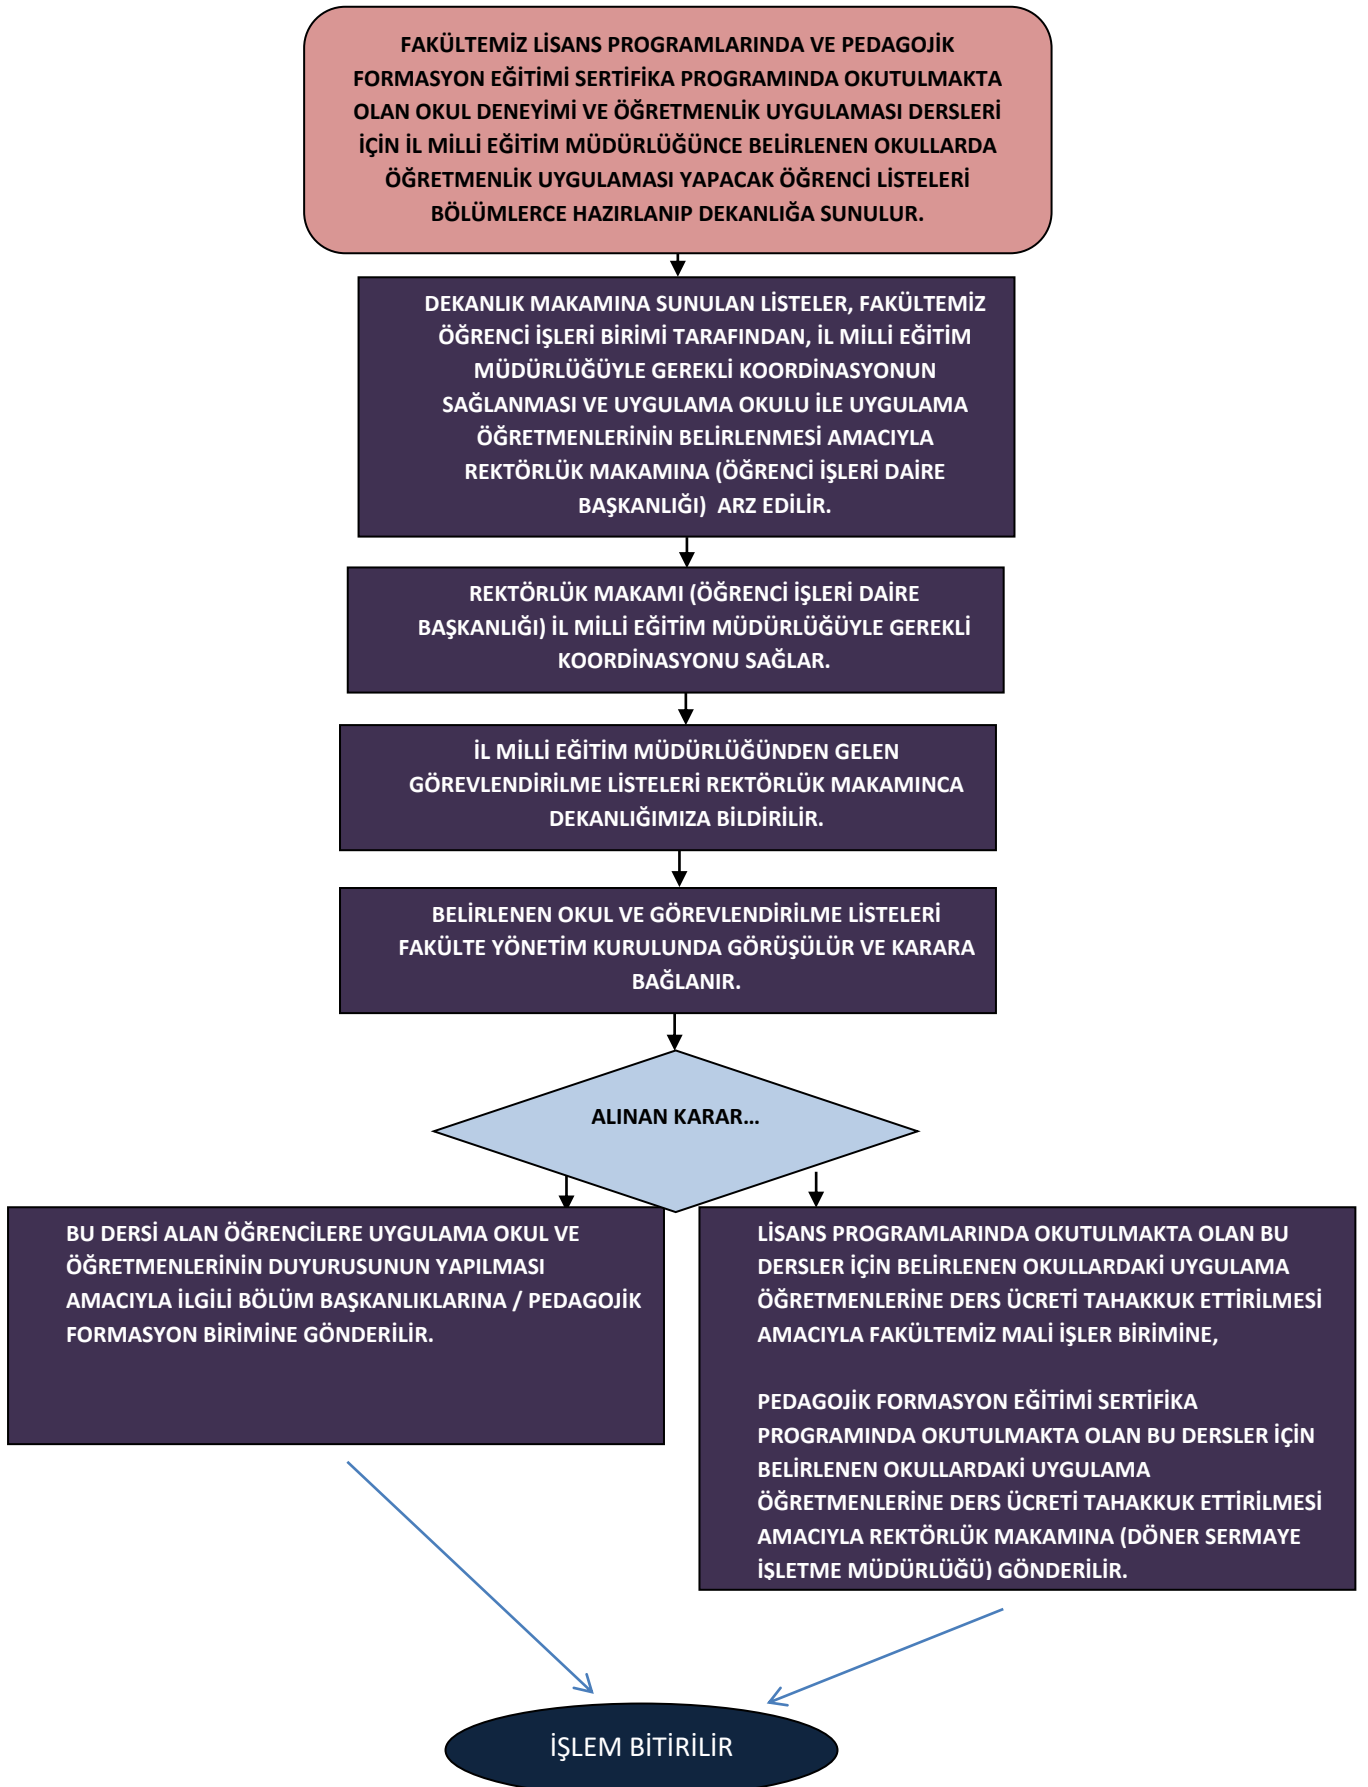 FAKÜLTEMİZ LİSANS PROGRAMLARINDA VE PEDAGOJİK
FORMASYON EĞİTİMİ SERTİFİKA PROGRAMINDA OKUTULMAKTA
OLAN OKUL DENEYİMİ VE ÖĞRETMENLİK UYGULAMASI DERSLERİ
İÇİN İL MİLLİ EĞİTİM MÜDÜRLÜĞÜNCE BELİRLENEN OKULLARDA
ÖĞRETMENLİK UYGULAMASI YAPACAK ÖĞRENCİ LİSTELERİ
BÖLÜMLERCE HAZIRLANIP DEKANLIĞA SUNULUR.
DEKANLIK MAKAMINA SUNULAN LİSTELER, FAKÜLTEMİZ
ÖĞRENCİ İŞLERİ BİRİMİ TARAFINDAN, İL MİLLİ EĞİTİM
MÜDÜRLÜĞÜYLE GEREKLİ KOORDİNASYONUN
SAĞLANMASI VE UYGULAMA OKULU İLE UYGULAMA
ÖĞRETMENLERİNİN BELİRLENMESİ AMACIYLA
REKTÖRLÜK MAKAMINA (ÖĞRENCİ İŞLERİ DAİRE
BAŞKANLIĞI) ARZ EDİLİR.
REKTÖRLÜK MAKAMI (ÖĞRENCİ İŞLERİ DAİRE
BAŞKANLIĞI) İL MİLLİ EĞİTİM MÜDÜRLÜĞÜYLE GEREKLİ
KOORDİNASYONU SAĞLAR.
İL MİLLİ EĞİTİM MÜDÜRLÜĞÜNDEN GELEN
GÖREVLENDİRİLME LİSTELERİ REKTÖRLÜK MAKAMINCA
DEKANLIĞIMIZA BİLDİRİLİR.
BELİRLENEN OKUL VE GÖREVLENDİRİLME LİSTELERİ
FAKÜLTE YÖNETİM KURULUNDA GÖRÜŞÜLÜR VE KARARA
BAĞLANIR.
ALINAN KARAR…
BU DERSİ ALAN ÖĞRENCİLERE UYGULAMA OKUL VE
ÖĞRETMENLERİNİN DUYURUSUNUN YAPILMASI
AMACIYLA İLGİLİ BÖLÜM BAŞKANLIKLARINA / PEDAGOJİK
FORMASYON BİRİMİNE GÖNDERİLİR.
LİSANS PROGRAMLARINDA OKUTULMAKTA OLAN BU
DERSLER İÇİN BELİRLENEN OKULLARDAKİ UYGULAMA
ÖĞRETMENLERİNE DERS ÜCRETİ TAHAKKUK ETTİRİLMESİ
AMACIYLA FAKÜLTEMİZ MALİ İŞLER BİRİMİNE,
PEDAGOJİK FORMASYON EĞİTİMİ SERTİFİKA
PROGRAMINDA OKUTULMAKTA OLAN BU DERSLER İÇİN
BELİRLENEN OKULLARDAKİ UYGULAMA
ÖĞRETMENLERİNE DERS ÜCRETİ TAHAKKUK ETTİRİLMESİ
AMACIYLA REKTÖRLÜK MAKAMINA (DÖNER SERMAYE
İŞLETME MÜDÜRLÜĞÜ) GÖNDERİLİR.
İŞLEM BİTİRİLİR